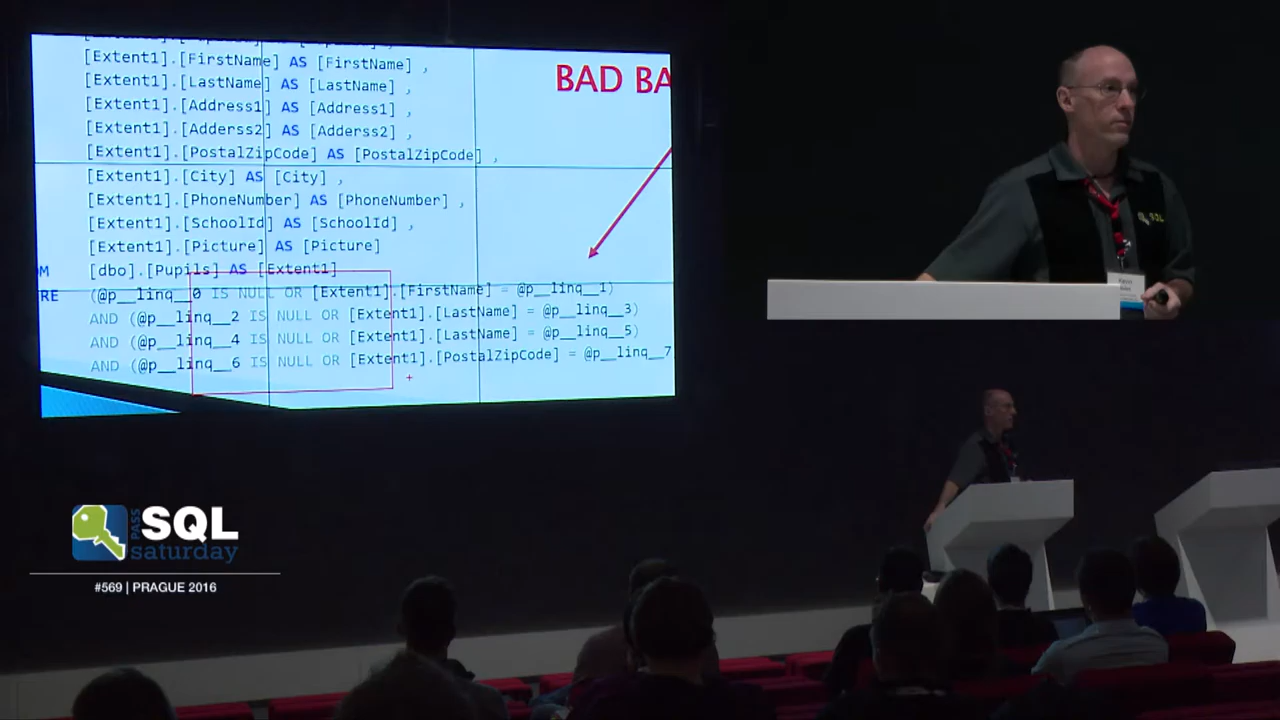 [Extent1].[FirstName] AS [FirstName] ,
[Extent1].[LastName] AS [LastName] ,
[Extent1].[Address1] AS [Address1] ,
[Extent1].[Adderss2] AS [Adderss2] ,
[Extent1].[PostalZipCode] AS [PostalZipCode] ,
[Extent1].[City] AS [City] ,
[Extent1].[PhoneNumber] AS [PhoneNumber] ,
[Extent1].[SchoolId] AS [SchoolId] ,
[Extent1].[Picture] AS [Picture]
M [dbo].[Pupils] AS [Extent1]
RE (@p__linq__0 IS NULL OR [Extent1].[FirstName] = @p__linq__1)
AND (@p__linq__2 IS NULL OR [Extent1].[LastName] = @p__linq__3)
AND (@p__linq__4 IS NULL OR [Extent1].[LastName] = @p__linq__5)
AND (@p__linq__6 IS NULL OR [Extent1].[PostalZipCode] = @p__linq__7
BAD BA
SQL
PASS
SQL
saturday
#569 | PRAGUE 2016